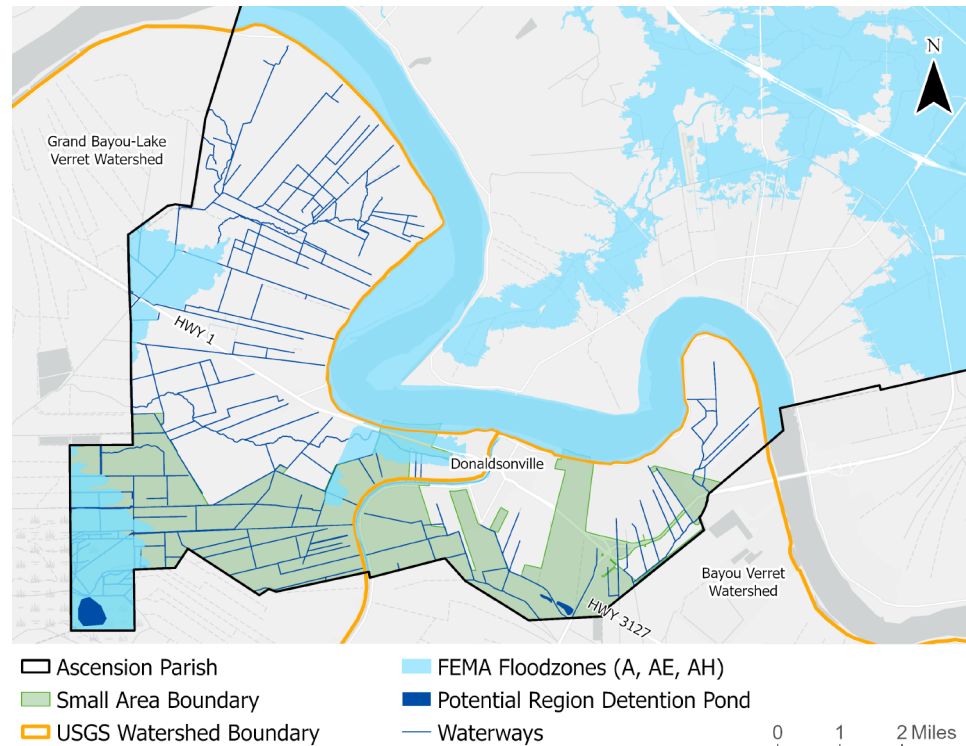 N
Grand Bayou-Lake
Verret Watershed
HWY 1
Donaldsonville
Bayou Verret
Watershed
HWY 3127
Ascension Parish
Small Area Boundary
USGS Watershed Boundary
FEMA Floodzones (A, AE, AH)
Potential Region Detention Pond
Waterways
0 1 2 Miles